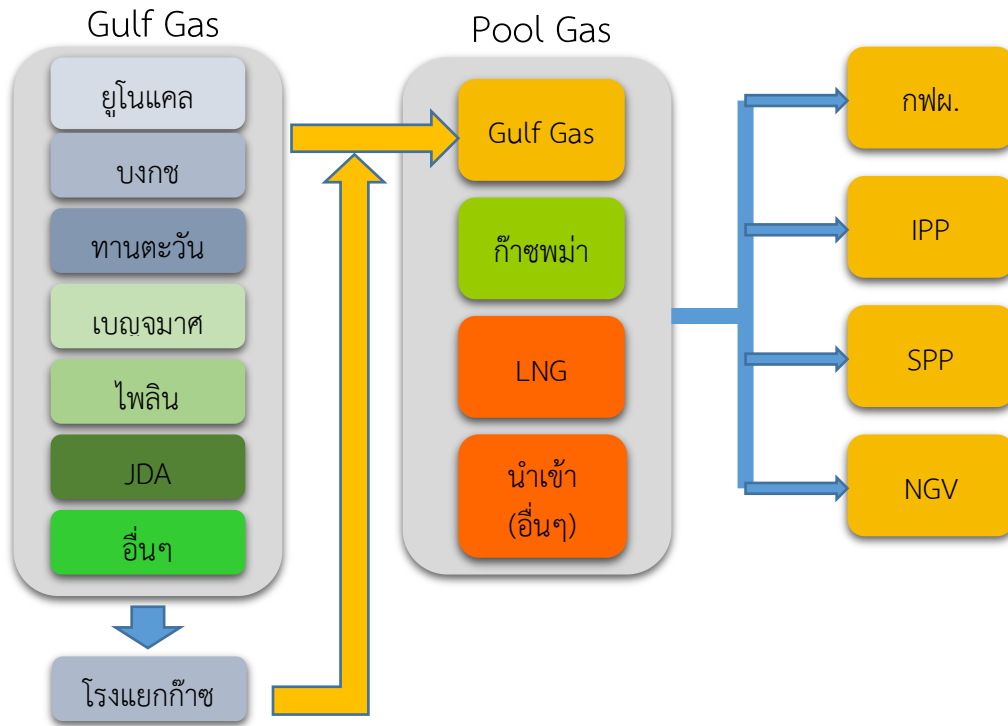 Gulf Gas
ยูโนแคล
บงกช
ทานตะวัน
เบญจมาศ
ไพลิน
JDA
อื่นๆ
โรงแยกก๊าซ
Pool Gas
Gulf Gas
ก๊าซพม่า
LNG
นำเข้า
(อื่นๆ)
กฟผ.
IPP
SPP
NGV